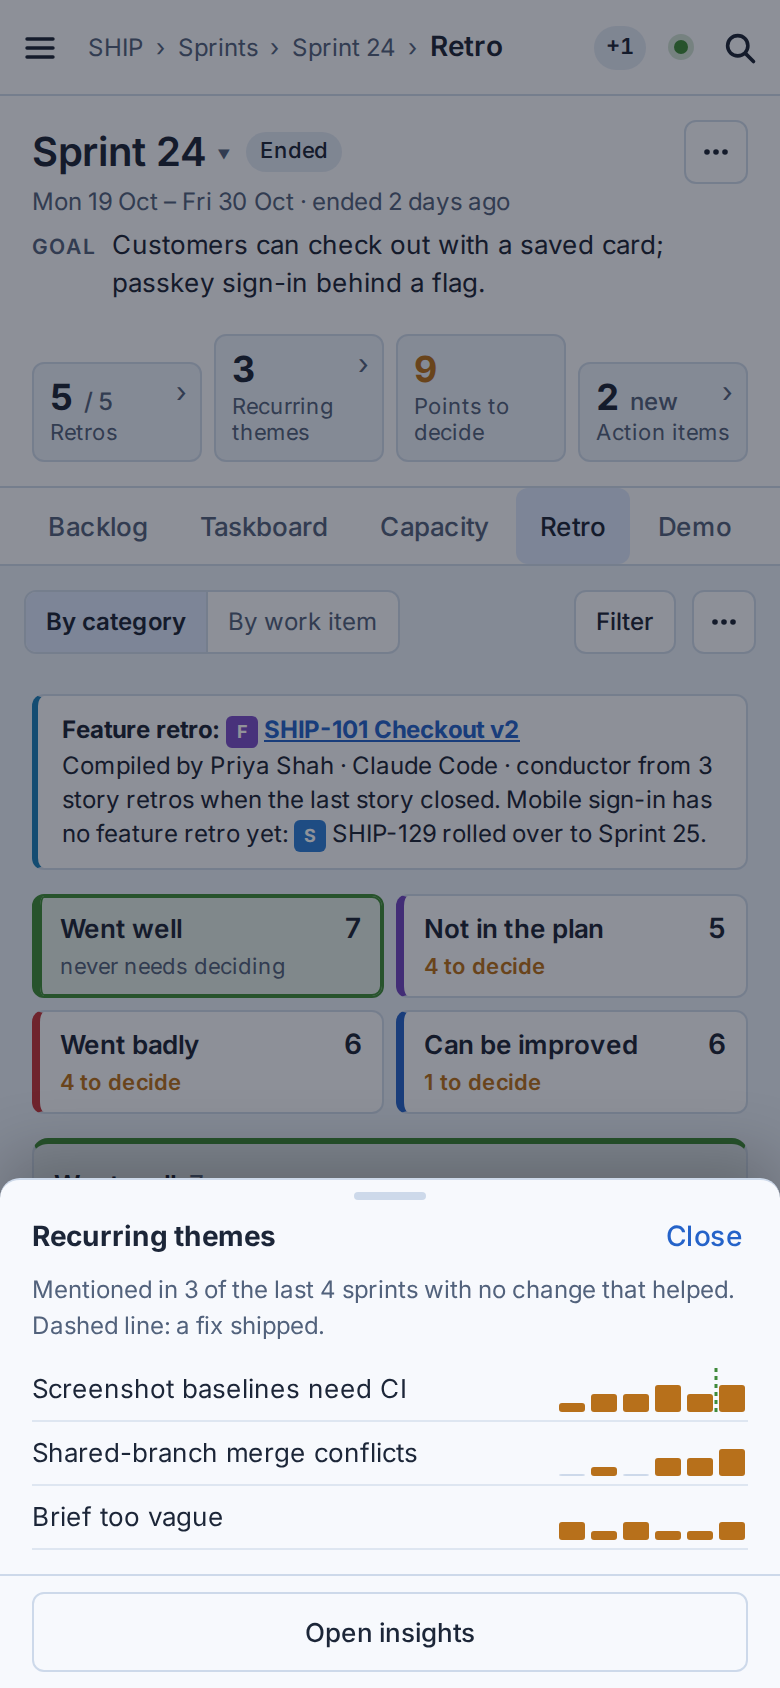 SHIP › Sprints › Sprint 24 › Retro +1
Sprint 24 ▾ Ended
Mon 19 Oct – Fri 30 Oct · ended 2 days ago
GOAL Customers can check out with a saved card;
passkey sign-in behind a flag.
5 / 5 ›
Retros
3 ›
Recurring
themes
9
Points to
decide
2 new ›
Action items
Backlog Taskboard Capacity Retro Demo
By category By work item Filter
Feature retro: F SHIP-101 Checkout v2
Compiled by Priya Shah · Claude Code · conductor from 3
story retros when the last story closed. Mobile sign-in has
no feature retro yet: S SHIP-129 rolled over to Sprint 25.
Went well 7
never needs deciding
Not in the plan 5
4 to decide
Went badly 6
4 to decide
Can be improved 6
1 to decide
Recurring themes Close
Mentioned in 3 of the last 4 sprints with no change that helped.
Dashed line: a fix shipped.
Screenshot baselines need CI
Shared-branch merge conflicts
Brief too vague
Open insights